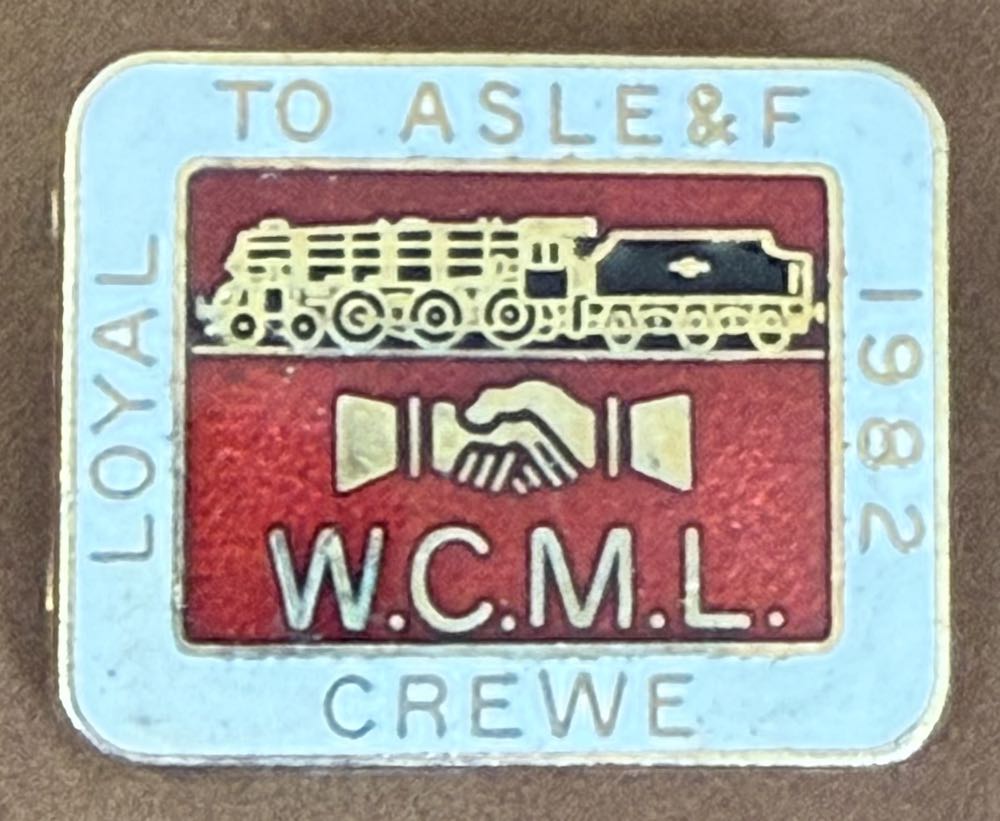 LOYAL
TO ASLE&F
1982
W.C.M.L.
CREWE